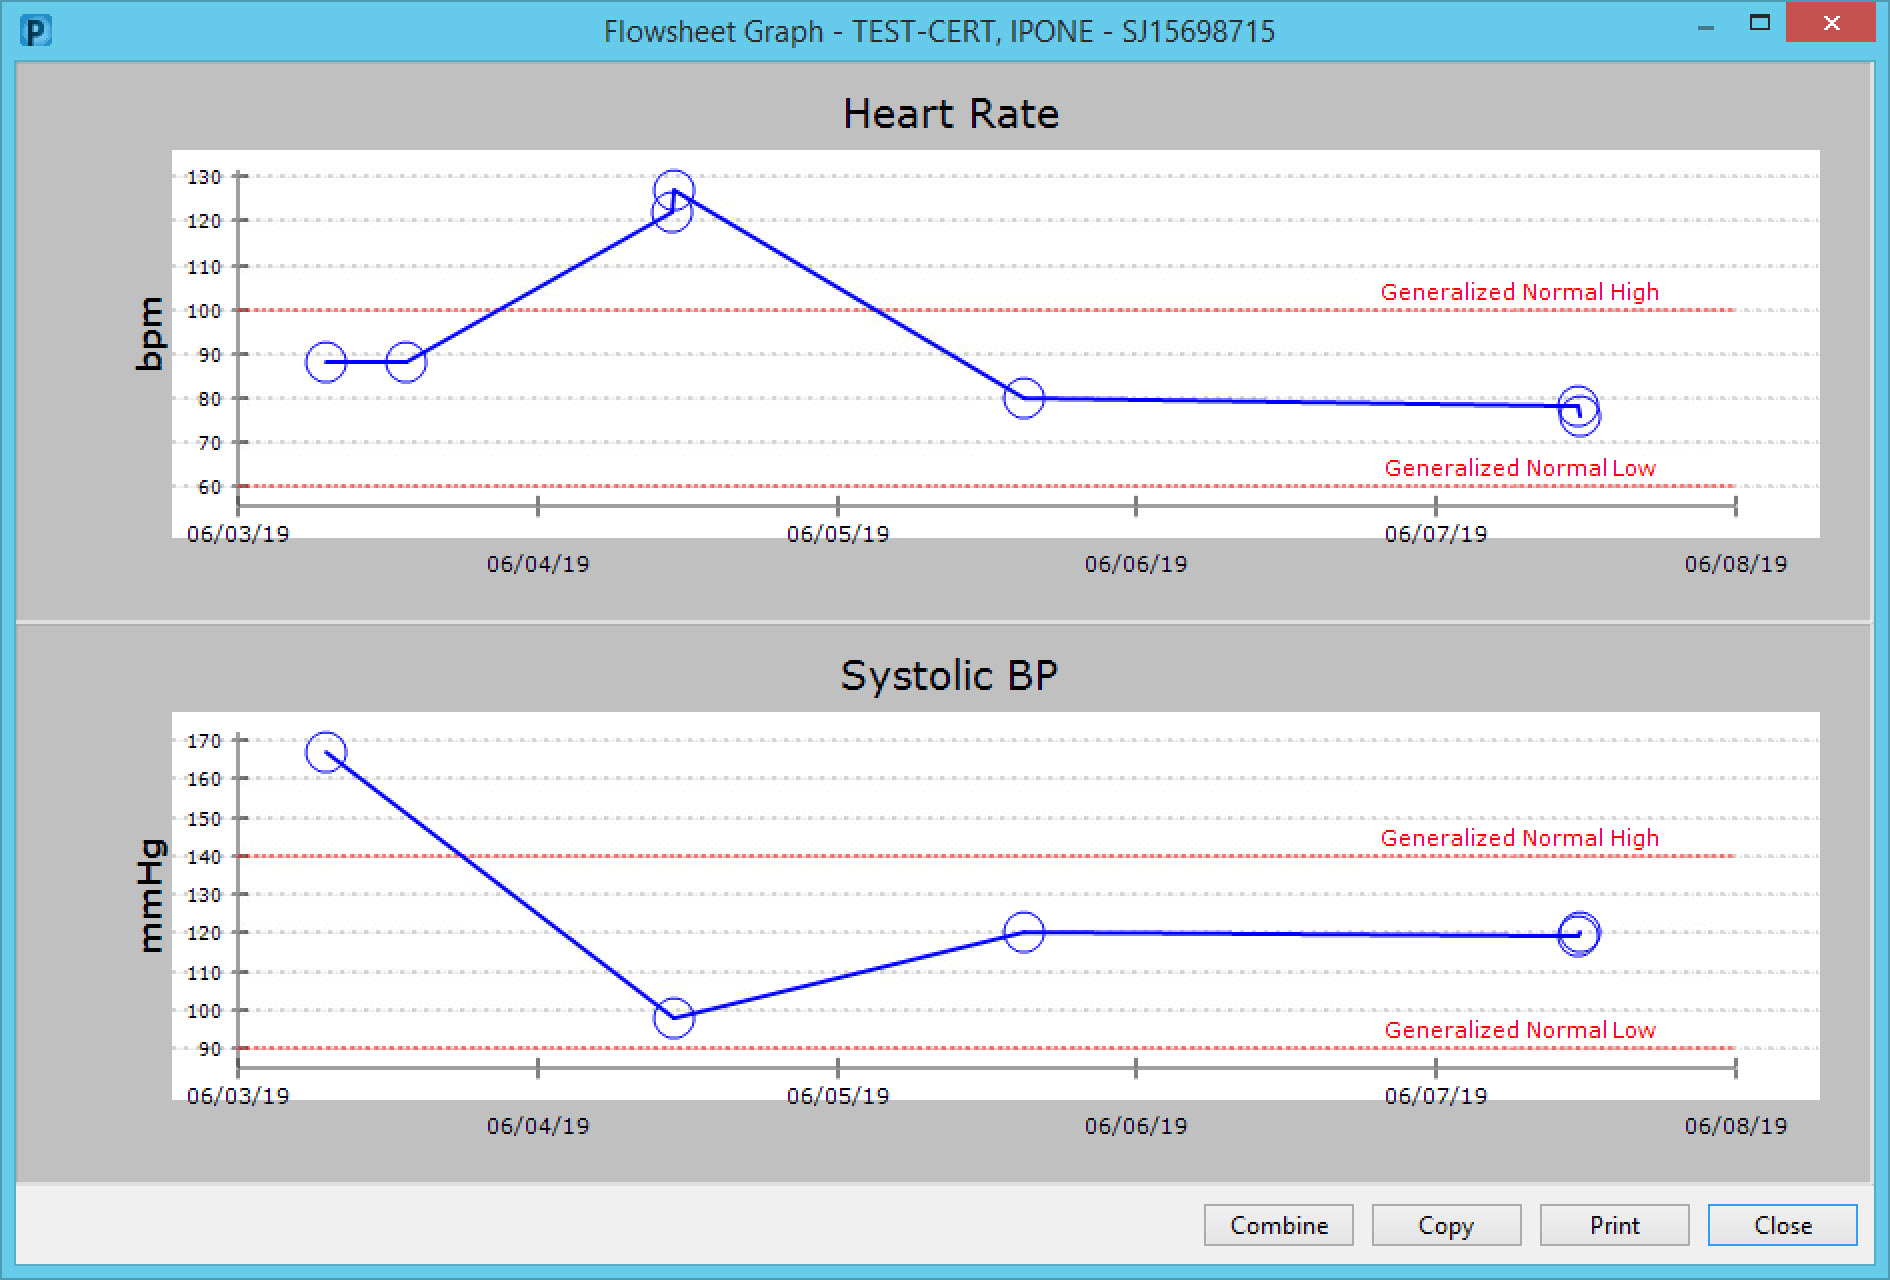 P
Flowsheet Graph - TEST-CERT, IPONE - SJ15698715
Heart Rate
bpm
130
120
110
100
90
80
70
60
Generalized Normal High
Generalized Normal Low
06/03/19
06/04/19
06/05/19
06/06/19
06/07/19
06/08/19
Systolic BP
mmHg
170
160
150
140
130
120
110
100
90
Generalized Normal High
Generalized Normal Low
06/03/19
06/04/19
06/05/19
06/06/19
06/07/19
06/08/19
Combine Copy Print Close